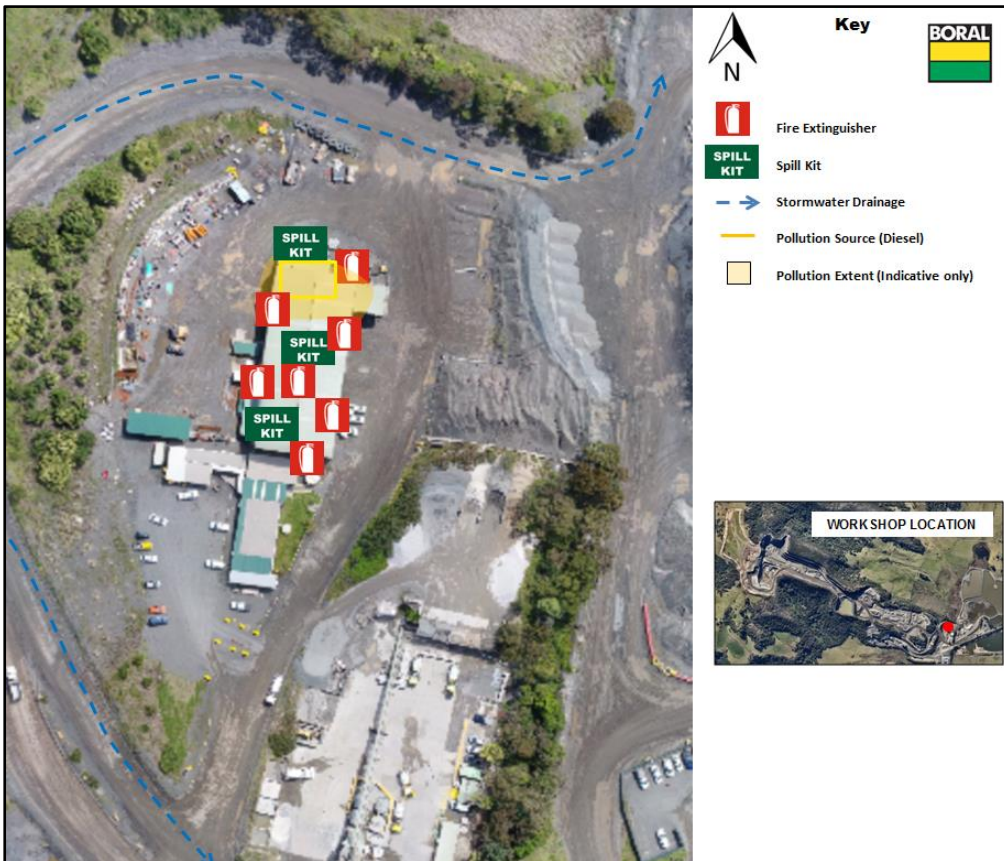 SPILL
KIT
SPILL
KIT
SPILL
KIT
Key
BORAL
N
Fire Extinguisher
SPILL
KIT
Spill Kit
Stormwater Drainage
Pollution Source (Diesel)
Pollution Extent (Indicative only)
WORKSHOP LOCATION